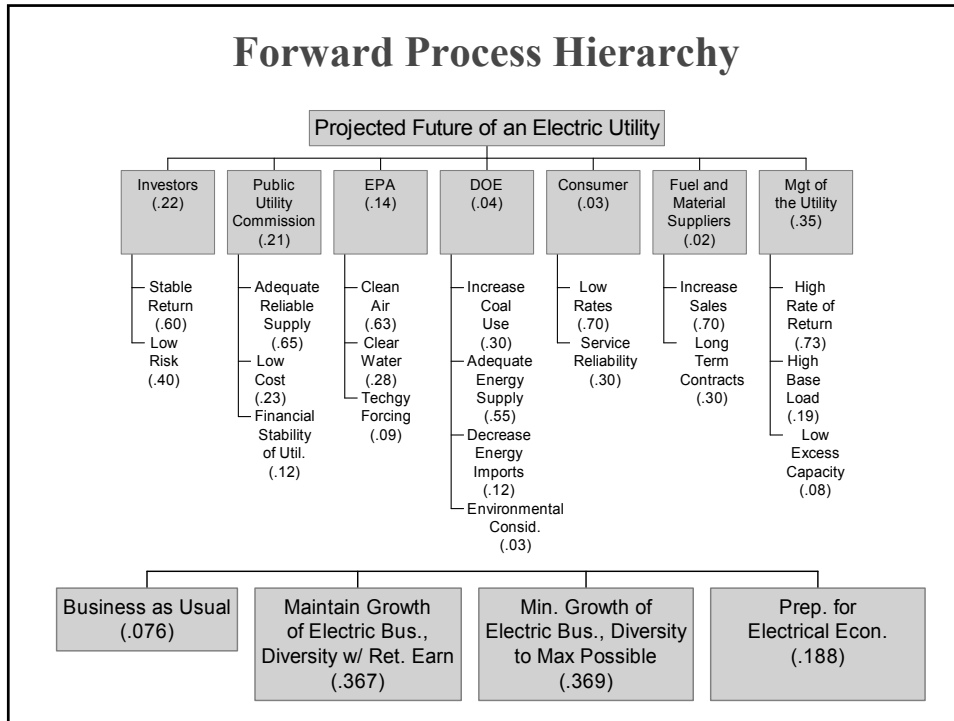 Forward Process Hierarchy
Projected Future of an Electric Utility
Investors
(.22)
Public
Utility
Commission
(.21)
EPA
(.14)
DOE
(.04)
Consumer
(.03)
Fuel and
Material
Suppliers
(.02)
Mgt of
the Utility
(.35)
Stable
Return
(.60)
Low
Risk
(.40)
Adequate
Reliable
Supply
(.65)
Low
Cost
(.23)
Financial
Stability
of Util.
(.12)
Clean
Air
(.63)
Clear
Water
(.28)
Techgy
Forcing
(.09)
Increase
Coal
Use
(.30)
Adequate
Energy
Supply
(.55)
Decrease
Energy
Imports
(.12)
Environmental
Consid.
(.03)
Low
Rates
(.70)
Service
Reliability
(.30)
Increase
Sales
(.70)
Long
Term
Contracts
(.30)
High
Rate of
Return
(.73)
High
Base
Load
(.19)
Low
Excess
Capacity
(.08)
Business as Usual
(.076)
Maintain Growth
of Electric Bus.,
Diversity w/ Ret. Earn
(.367)
Min. Growth of
Electric Bus., Diversity
to Max Possible
(.369)
Prep. for
Electrical Econ.
(.188)